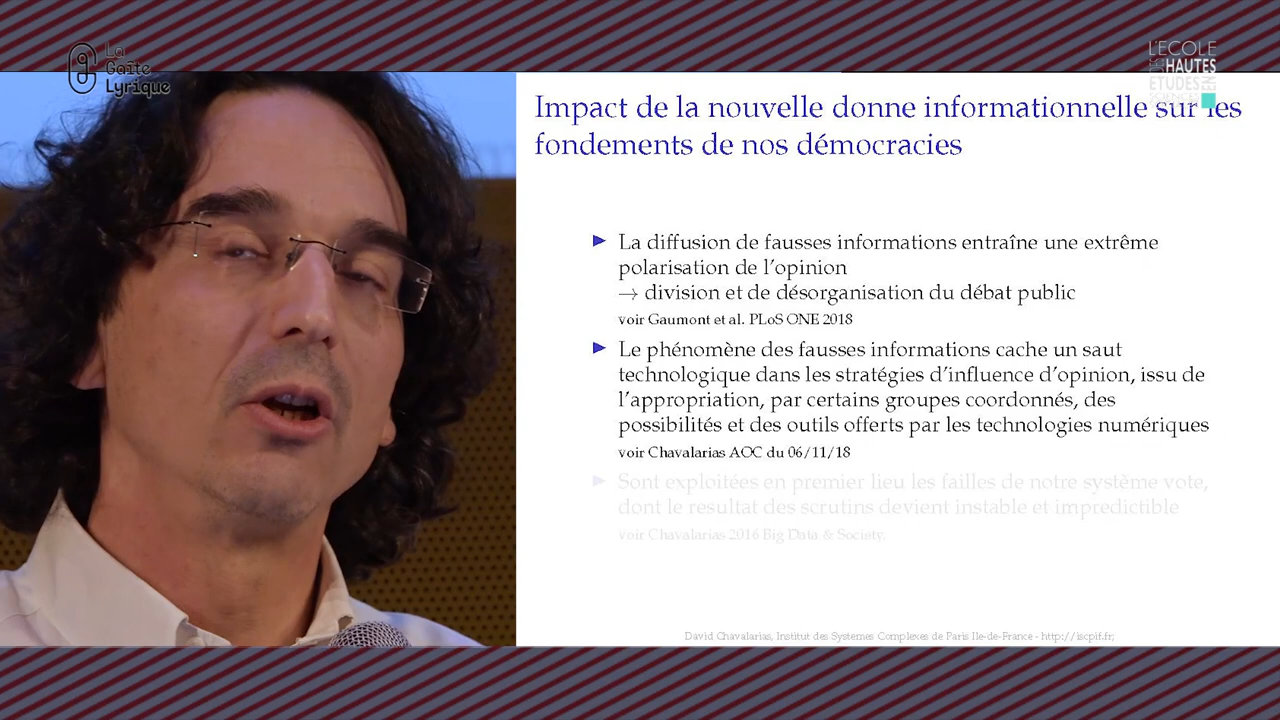 La
Gaîte
Lyrique
L'ECOLE
DES HAUTES
ETUDES EN
SCIENCES
Impact de la nouvelle donne informationnelle sur les
fondements de nos démocracies
► La diffusion de fausses informations entraîne une extrême
polarisation de l'opinion
→ division et de désorganisation du débat public
voir Gaumont et al. PLoS ONE 2018
► Le phénomène des fausses informations cache un saut
technologique dans les stratégies d'influence d'opinion, issu de
l'appropriation, par certains groupes coordonnés, des
possibilités et des outils offerts par les technologies numériques
voir Chavalarias AOC du 06/11/18
► Sont exploitées en premier lieu les failles de notre système vote,
dont le resultat des scrutins devient instable et impredictible
voir Chavalarias 2016 Big Data & Society.
David Chavalarias, Institut des Systemes Complexes de Paris Ile-de-France - http://iscpif.fr;